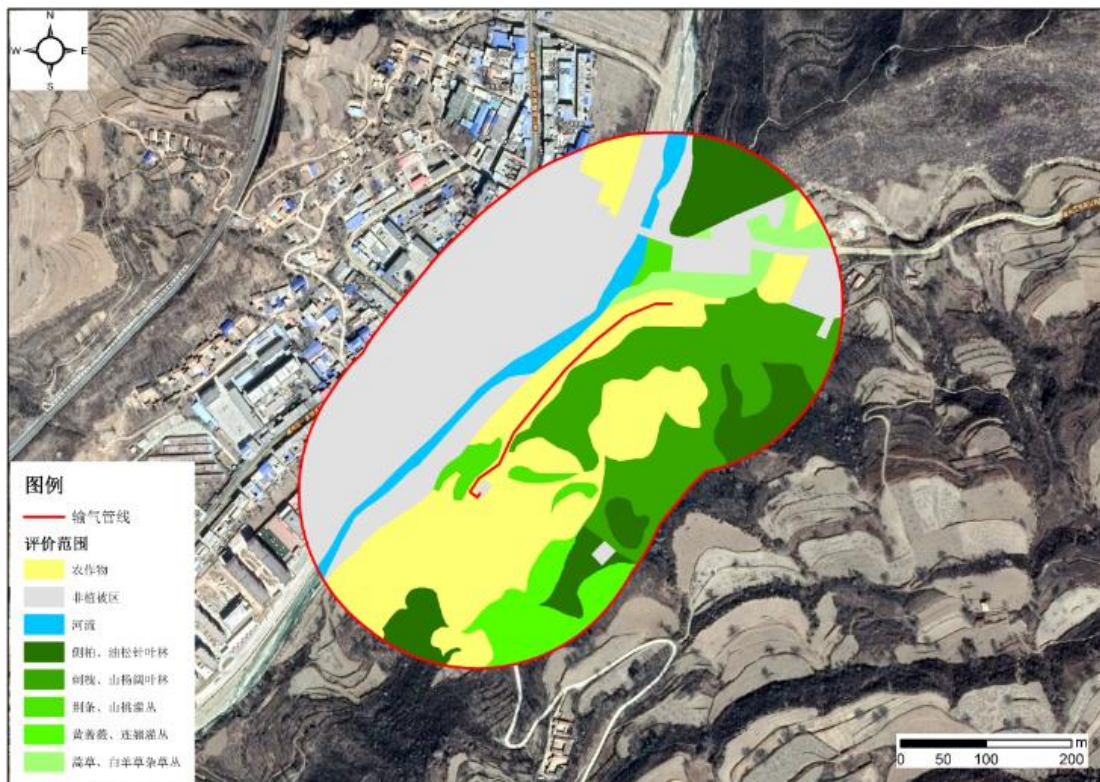 N
W E
S
图例
输气管线
评价范围
农作物
非植被区
河流
侧柏、油松针叶林
刺槐、山杨阔叶林
荆条、山桃灌丛
黄蔷薇、连翘灌丛
蒿草、白羊草杂草丛
m
0 50 100 200